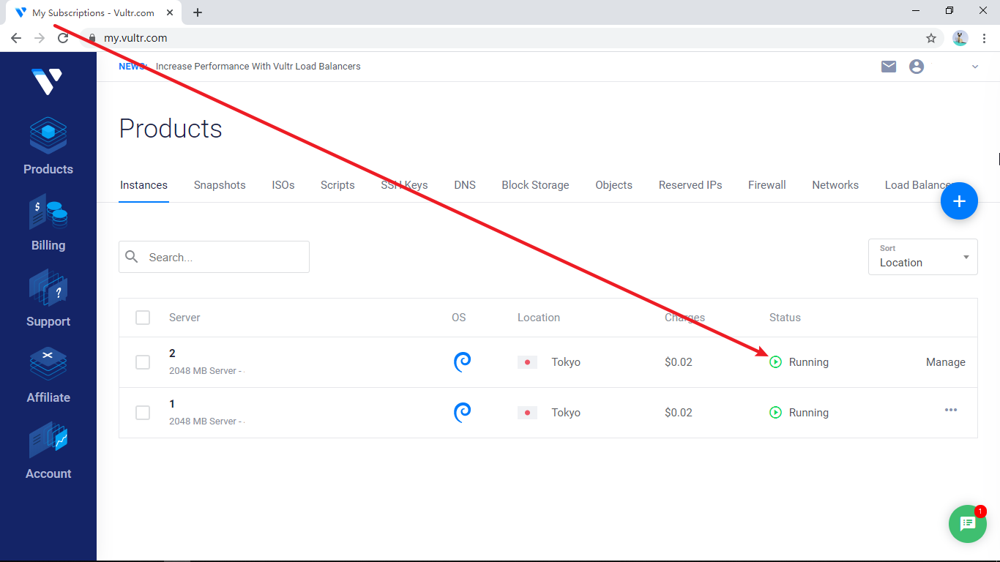 My Subscriptions - Vultr.com
my.vultr.com
NEWS: Increase Performance With Vultr Load Balancers
Products
Billing
Support
Affiliate
Account
Products
Instances Snapshots ISOs Scripts SSH Keys DNS Block Storage Objects Reserved IPs Firewall Networks Load Balancer
+
Search...
Sort
Location
Server OS Location Charges Status
2
2048 MB Server -
Tokyo $0.02 Running Manage
1
2048 MB Server -
Tokyo $0.02 Running •••
1